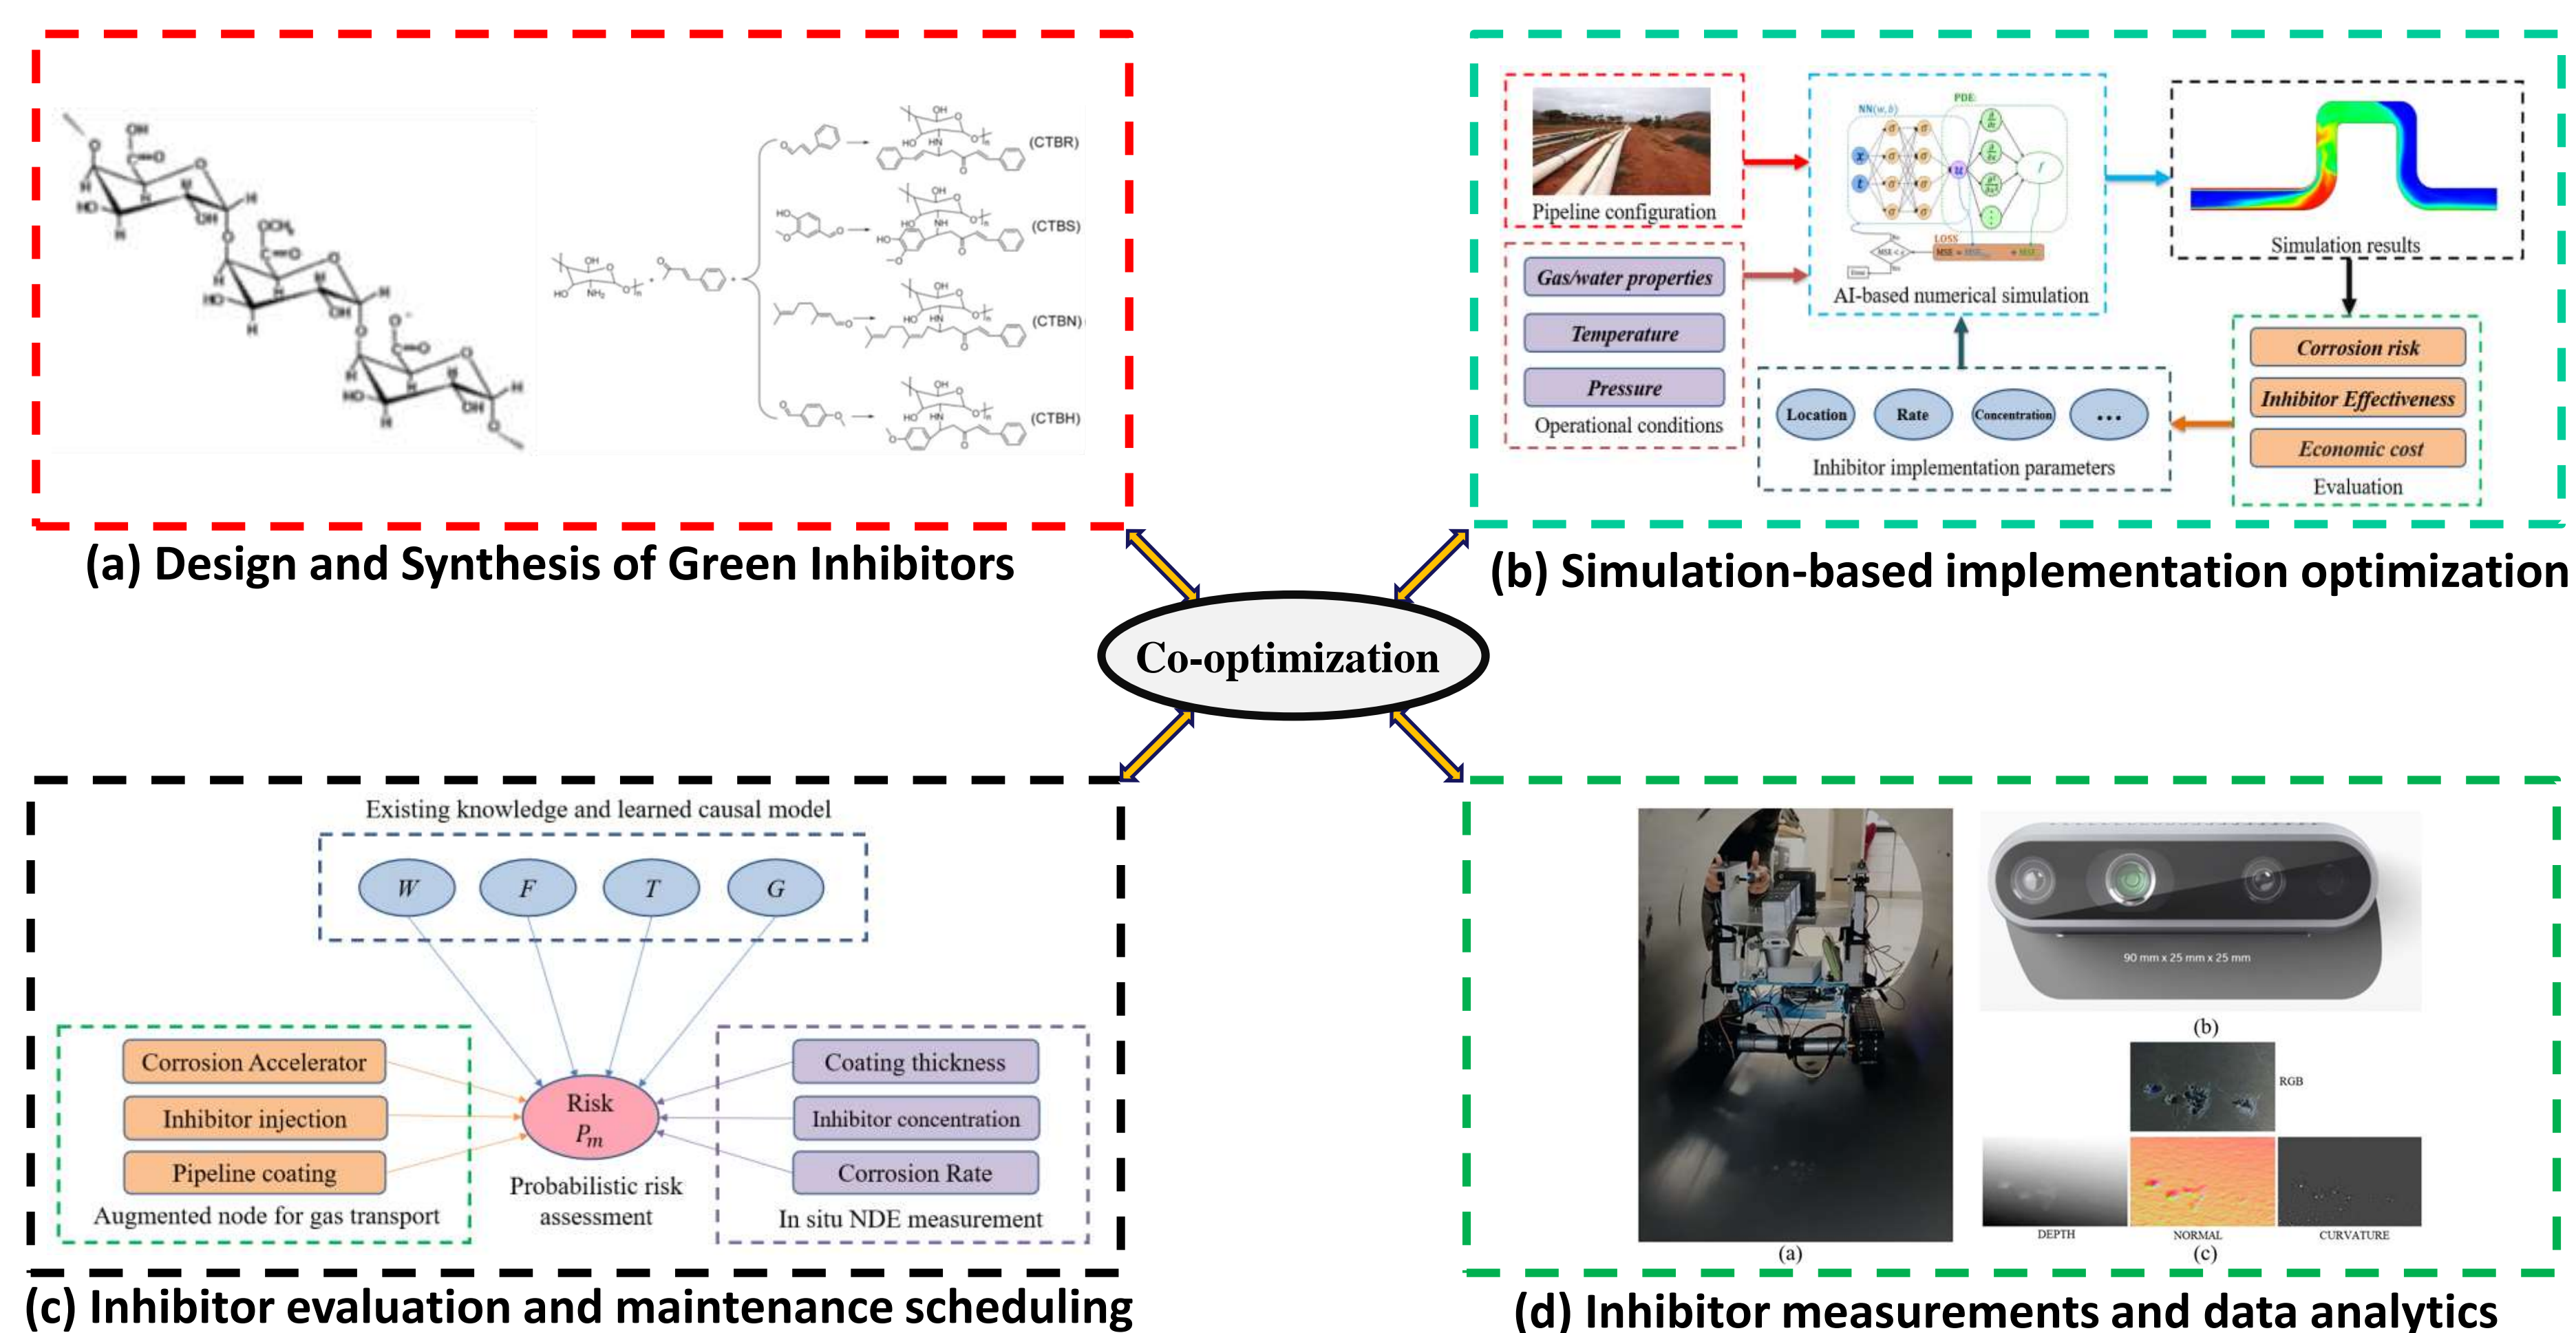 (CTBR)
(CTBS)
(CTBN)
(CTBH)
(a) Design and Synthesis of Green Inhibitors
Pipeline configuration
Gas/water properties
Temperature
Pressure
Operational conditions
NN(w, b)
PDE
x
t
u
f
LOSS
AI-based numerical simulation
Simulation results
Location
Rate
Concentration
...
Inhibitor implementation parameters
Corrosion risk
Inhibitor Effectiveness
Economic cost
Evaluation
(b) Simulation-based implementation optimization
Co-optimization
Existing knowledge and learned causal model
W
F
T
G
Corrosion Accelerator
Inhibitor injection
Pipeline coating
Augmented node for gas transport
Risk
Pm
Probabilistic risk
assessment
Coating thickness
Inhibitor concentration
Corrosion Rate
In situ NDE measurement
(c) Inhibitor evaluation and maintenance scheduling
(a)
90 mm x 25 mm x 25 mm
(b)
RGB
DEPTH
NORMAL
CURVATURE
(c)
(d) Inhibitor measurements and data analytics